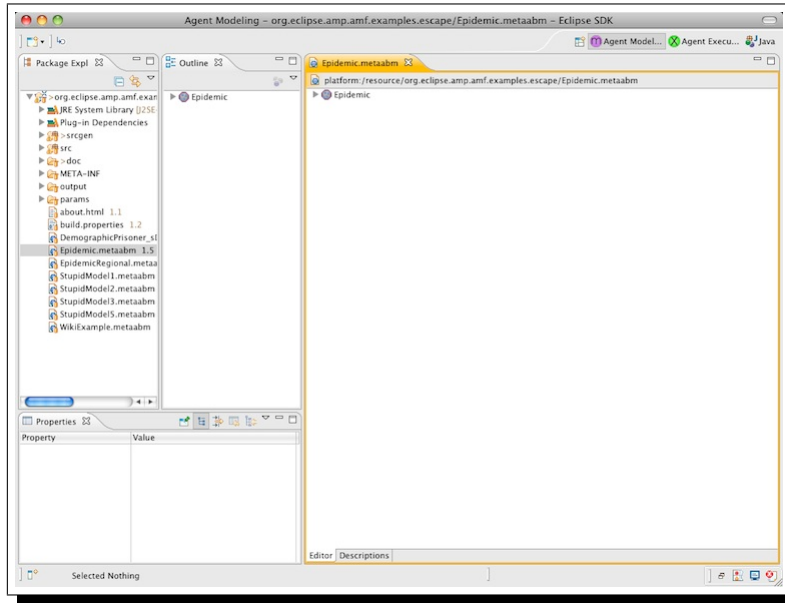 Agent Modeling – org.eclipse.amp.amf.examples.escape/Epidemic.metaabm – Eclipse SDK
Agent Model... Agent Execu... Java
Package Expl
>org.eclipse.amp.amf.exan
JRE System Library [J2SE-
Plug-in Dependencies
>srcgen
src
>doc
META-INF
output
params
about.html 1.1
build.properties 1.2
DemographicPrisoner_sl
Epidemic.metaabm 1.5
EpidemicRegional.metaa
StupidModel1.metaabm
StupidModel2.metaabm
StupidModel3.metaabm
StupidModel5.metaabm
WikiExample.metaabm
Outline
Epidemic
Epidemic.metaabm
platform:/resource/org.eclipse.amp.amf.examples.escape/Epidemic.metaabm
Epidemic
Properties
Property Value
Editor Descriptions
Selected Nothing